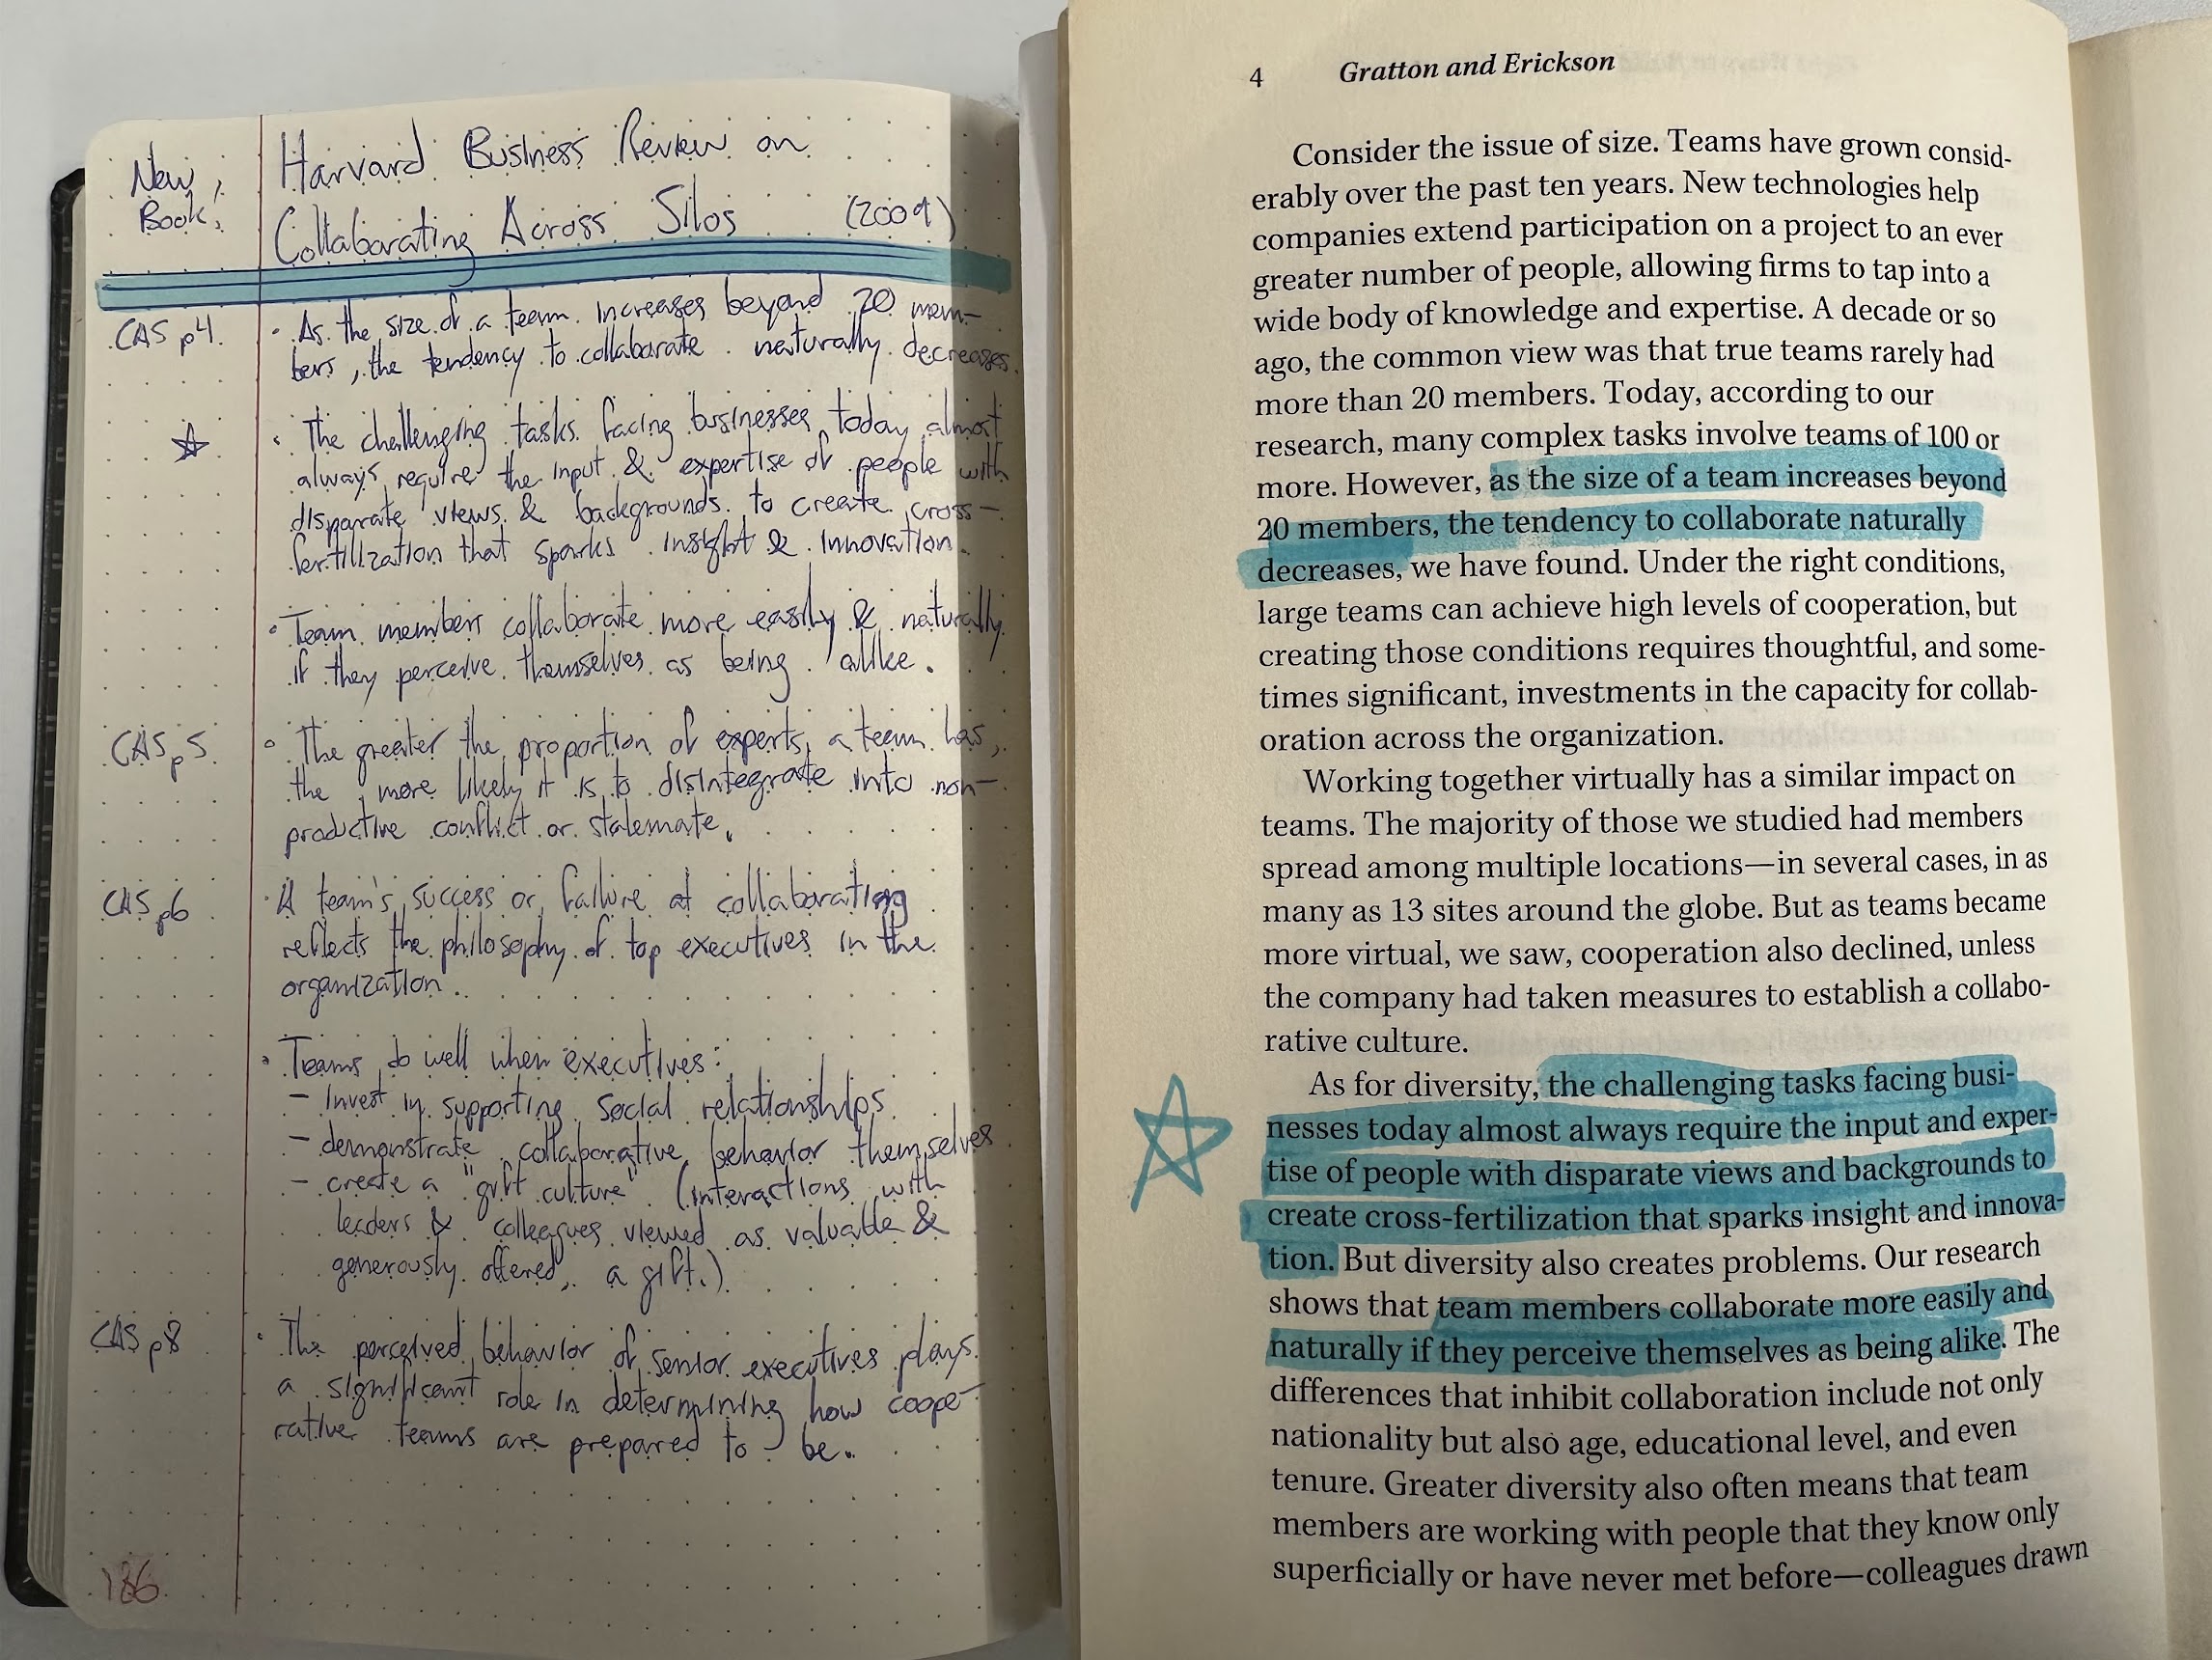 New
Book!
Harvard Business Review on
Collaborating Across Silos (2009)
CAS p4
· As the size of a team increases beyond 20 mem-
bers, the tendency to collaborate naturally decreases.
· The challenging tasks facing businesses today almost
always require the input & expertise of people with
disparate views & backgrounds to create cross-
fertilization that sparks insight & innovation.
· Team members collaborate more easily & naturally
if they perceive themselves as being alike.
CAS p5
· The greater the proportion of experts a team has,
the more likely it is to disintegrate into non-
productive conflict or stalemate.
CAS p6
· A team's success or failure at collaborating
reflects the philosophy of top executives in the
organization.
· Teams do well when executives:
- invest in supporting social relationships
- demonstrate collaborative behavior themselves
- create a "gift culture" (interactions with
leaders & colleagues viewed as valuable &
generously offered, a gift.)
CAS p8
· The perceived behavior of senior executives plays
a significant role in determining how coope-
rative teams are prepared to be.
186
4 Gratton and Erickson
Consider the issue of size. Teams have grown consid-
erably over the past ten years. New technologies help
companies extend participation on a project to an ever
greater number of people, allowing firms to tap into a
wide body of knowledge and expertise. A decade or so
ago, the common view was that true teams rarely had
more than 20 members. Today, according to our
research, many complex tasks involve teams of 100 or
more. However, as the size of a team increases beyond
20 members, the tendency to collaborate naturally
decreases, we have found. Under the right conditions,
large teams can achieve high levels of cooperation, but
creating those conditions requires thoughtful, and some-
times significant, investments in the capacity for collab-
oration across the organization.
Working together virtually has a similar impact on
teams. The majority of those we studied had members
spread among multiple locations—in several cases, in as
many as 13 sites around the globe. But as teams became
more virtual, we saw, cooperation also declined, unless
the company had taken measures to establish a collabo-
rative culture.
As for diversity, the challenging tasks facing busi-
nesses today almost always require the input and exper-
tise of people with disparate views and backgrounds to
create cross-fertilization that sparks insight and innova-
tion. But diversity also creates problems. Our research
shows that team members collaborate more easily and
naturally if they perceive themselves as being alike. The
differences that inhibit collaboration include not only
nationality but also age, educational level, and even
tenure. Greater diversity also often means that team
members are working with people that they know only
superficially or have never met before—colleagues drawn